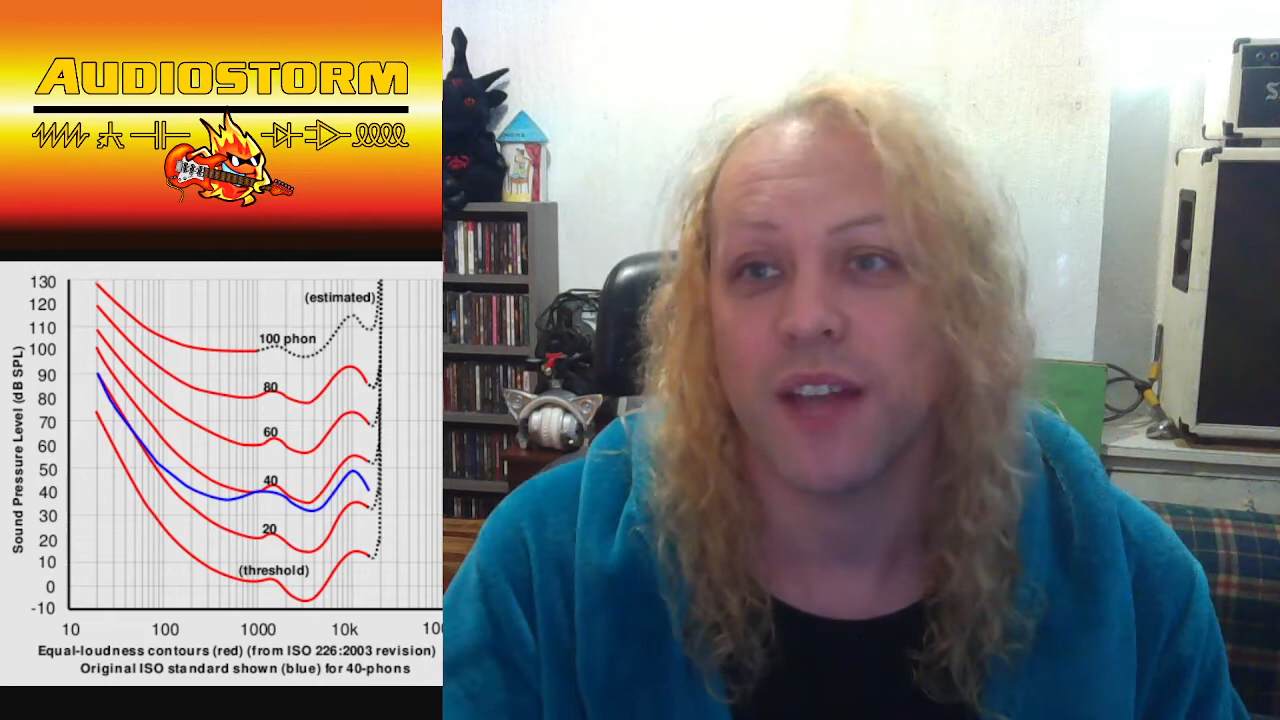 AUDIOSTORM
130
120
110
100
90
80
70
60
50
40
30
20
10
0
-10
Sound Pressure Level (dB SPL)
(estimated)
100 phon
80
60
40
20
(threshold)
10 100 1000 10k 100
Equal-loudness contours (red) (from ISO 226:2003 revision)
Original ISO standard shown (blue) for 40-phons